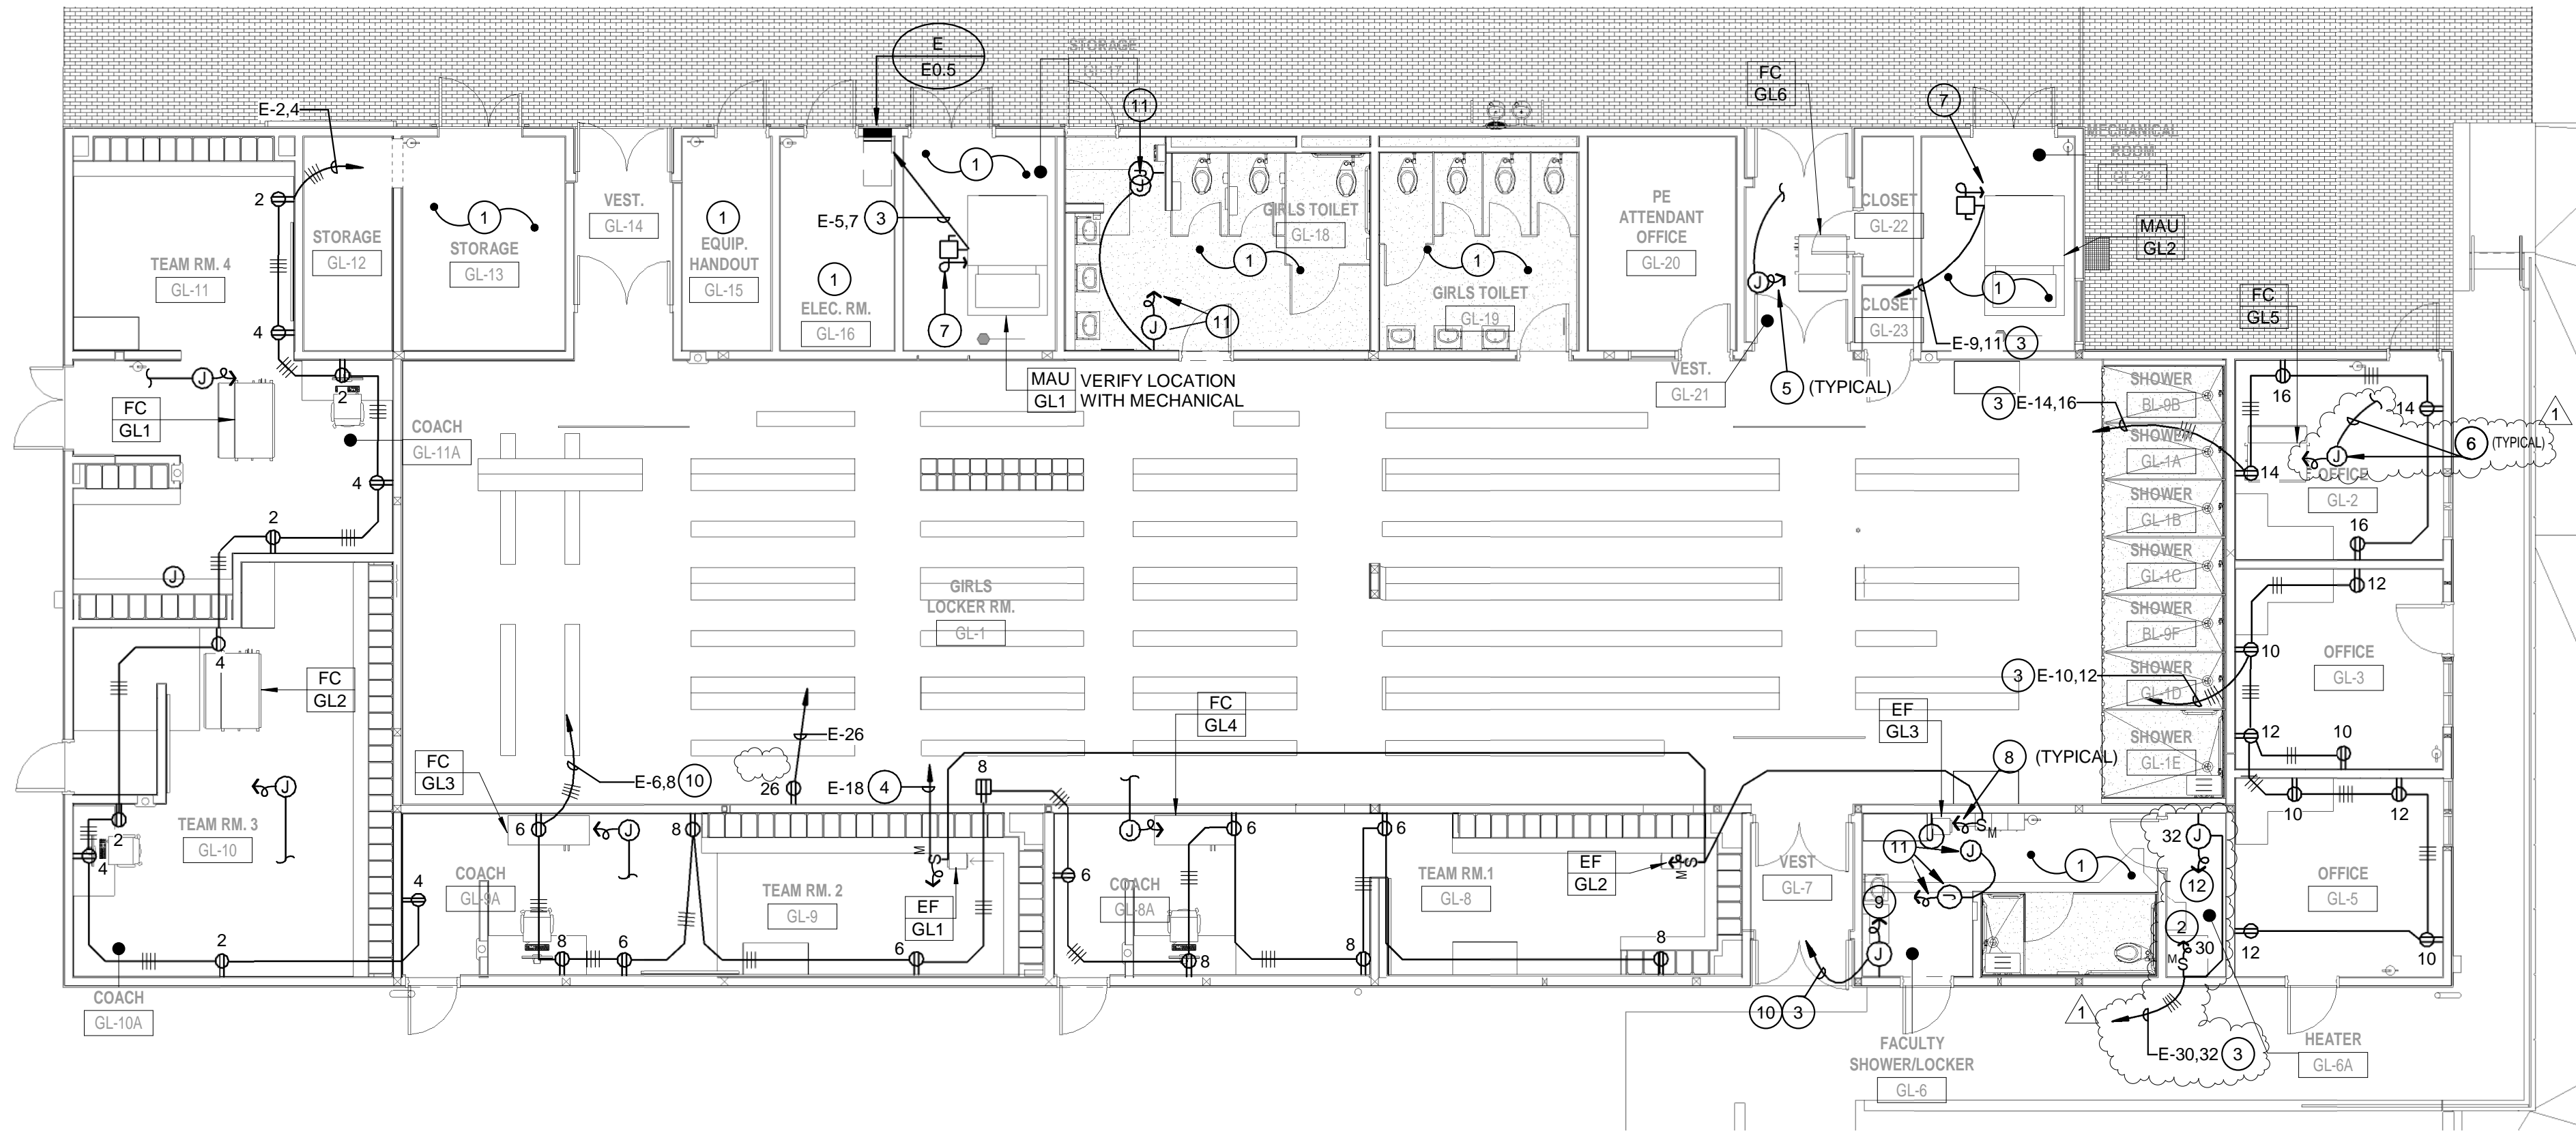 E
E0.5
STORAGE
FC
GL6
11
7
E-2,4
MECHANICAL
ROOM
GL-24
1
2
VEST.
GL-14
1
EQUIP.
HANDOUT
GL-15
E-5,7
3
GIRLS TOILET
GL-18
PE
ATTENDANT
OFFICE
GL-20
CLOSET
GL-22
MAU
GL2
STORAGE
GL-12
1
STORAGE
GL-13
TEAM RM. 4
GL-11
1
ELEC. RM.
GL-16
7
J
1
1
GIRLS TOILET
GL-19
J
1
CLOSET
GL-23
FC
GL5
4
J
11
E-9,11
3
J
FC
GL1
2
MAU
GL1
VERIFY LOCATION
WITH MECHANICAL
VEST.
GL-21
5
(TYPICAL)
SHOWER
BL-9B
16
14
1
3
E-14,16
COACH
GL-11A
SHOWER
GL-1A
14
J
6
(TYPICAL)
OFFICE
GL-2
4
SHOWER
GL-1B
2
16
SHOWER
GL-1C
J
12
GIRLS
LOCKER RM.
GL-1
SHOWER
BL-9F
4
10
OFFICE
GL-3
FC
GL2
3
E-10,12
SHOWER
GL-1D
FC
GL4
EF
GL3
E-26
SHOWER
GL-1E
12
10
FC
GL3
8
(TYPICAL)
J
E-6,8
10
26
E-18
4
8
TEAM RM. 3
GL-10
2
2
4
6
J
8
M
S
J
6
6
J
S
M
32
J
10
12
11
J
1
COACH
GL-9A
TEAM RM. 2
GL-9
COACH
GL-8A
TEAM RM.1
GL-8
EF
GL2
M
S
VEST
GL-7
4
EF
GL1
6
9
J
12
OFFICE
GL-5
2
8
6
6
8
8
8
J
2
30
M
S
12
10
COACH
GL-10A
10
3
1
FACULTY
SHOWER/LOCKER
GL-6
E-30,32
3
HEATER
GL-6A